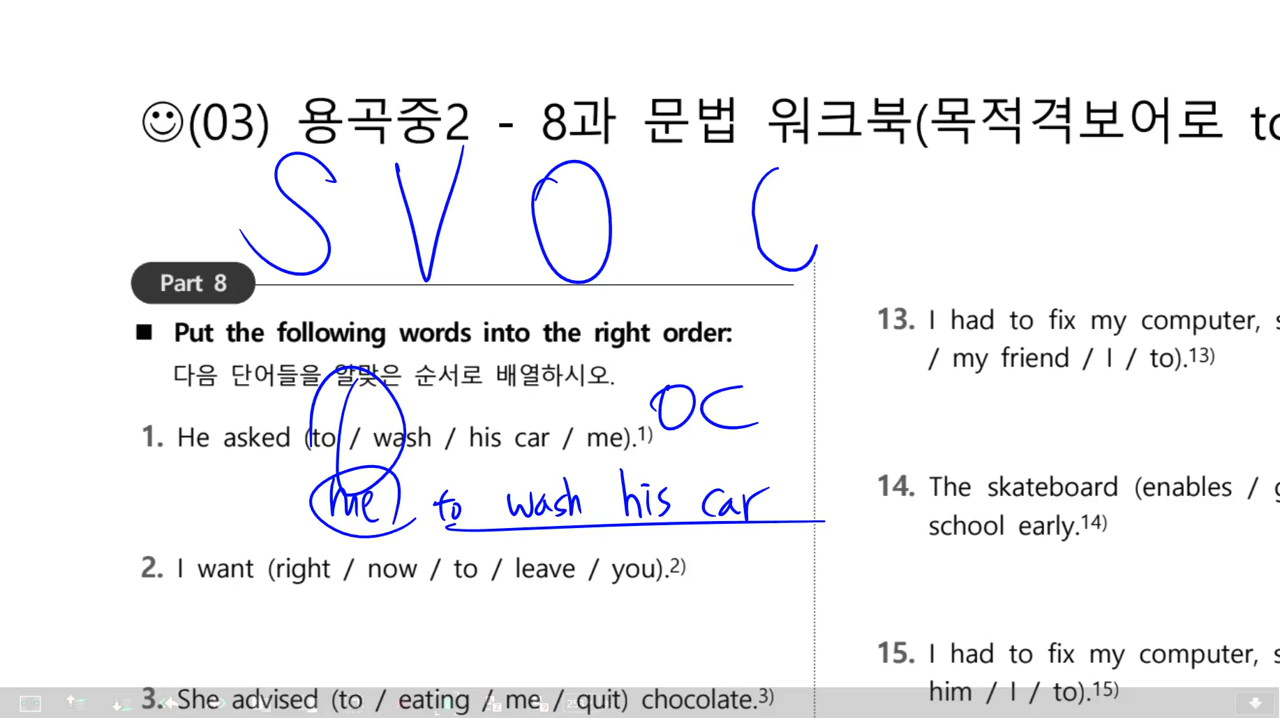 (03) 용곡중2 - 8과 문법 워크북(목적격보어로 to
S V O C
Part 8
■ Put the following words into the right order:
다음 단어들을 알맞은 순서로 배열하시오.
OC
1. He asked (to / wash / his car / me).1)
me to wash his car
2. I want (right / now / to / leave / you).2)
3. She advised (to / eating / me / quit) chocolate.3)
13. I had to fix my computer, s
/ my friend / I / to).13)
14. The skateboard (enables / g
school early.14)
15. I had to fix my computer, s
him / I / to).15)